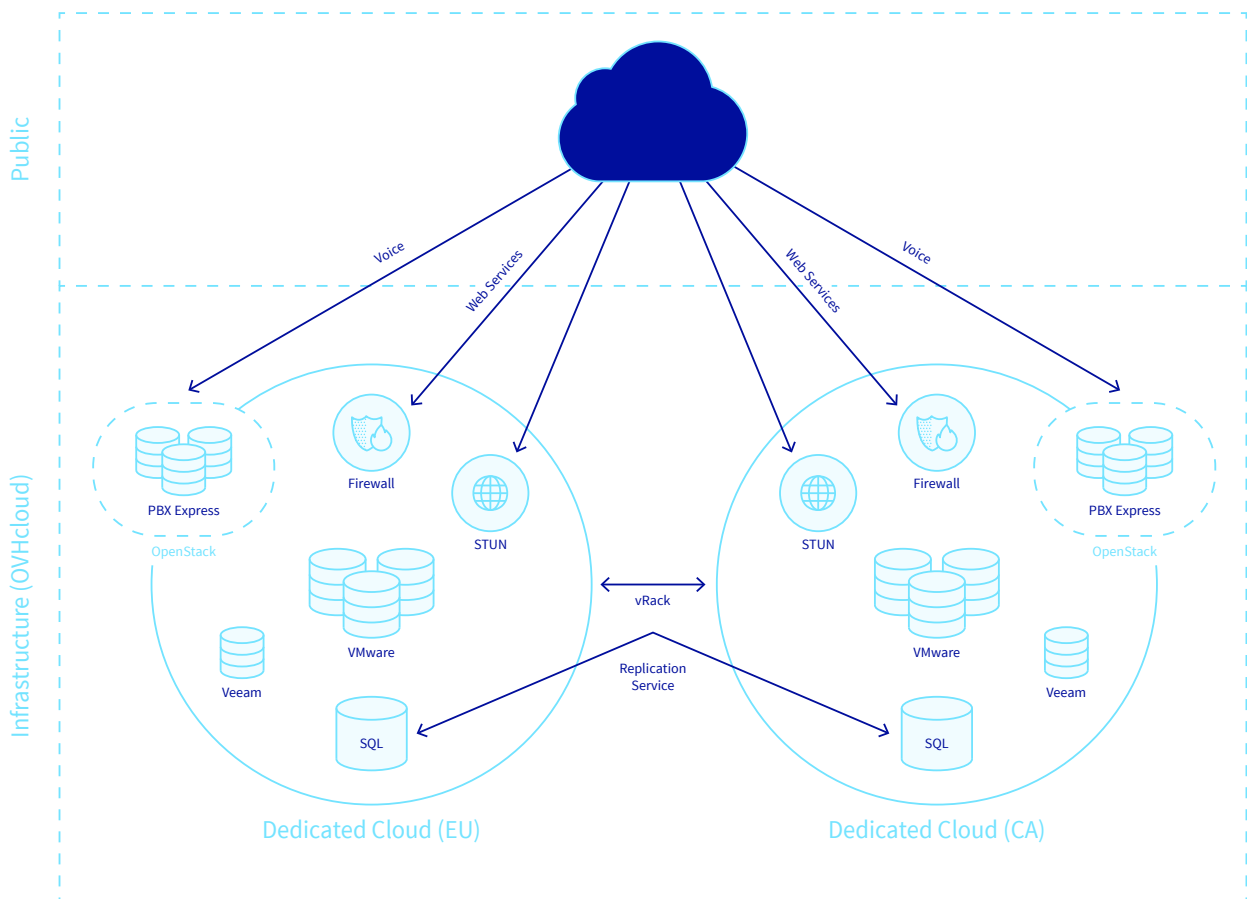 Public
Voice
Web Services
Web Services
Voice
Infrastructure (OVHcloud)
PBX Express
OpenStack
Firewall
STUN
VMware
Veeam
SQL
Dedicated Cloud (EU)
vRack
Replication
Service
Firewall
STUN
PBX Express
OpenStack
VMware
Veeam
SQL
Dedicated Cloud (CA)